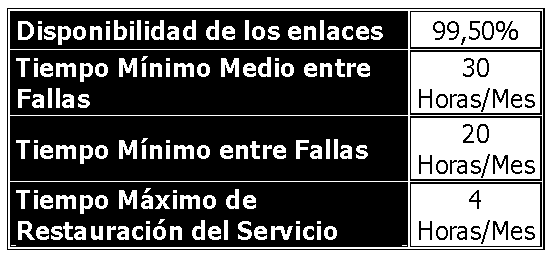 Disponibilidad de los enlaces 99,50%
Tiempo Mínimo Medio entre 30
Fallas Horas/Mes
Tiempo Mínimo entre Fallas 20
Horas/Mes
Tiempo Máximo de 4
Restauración del Servicio Horas/Mes